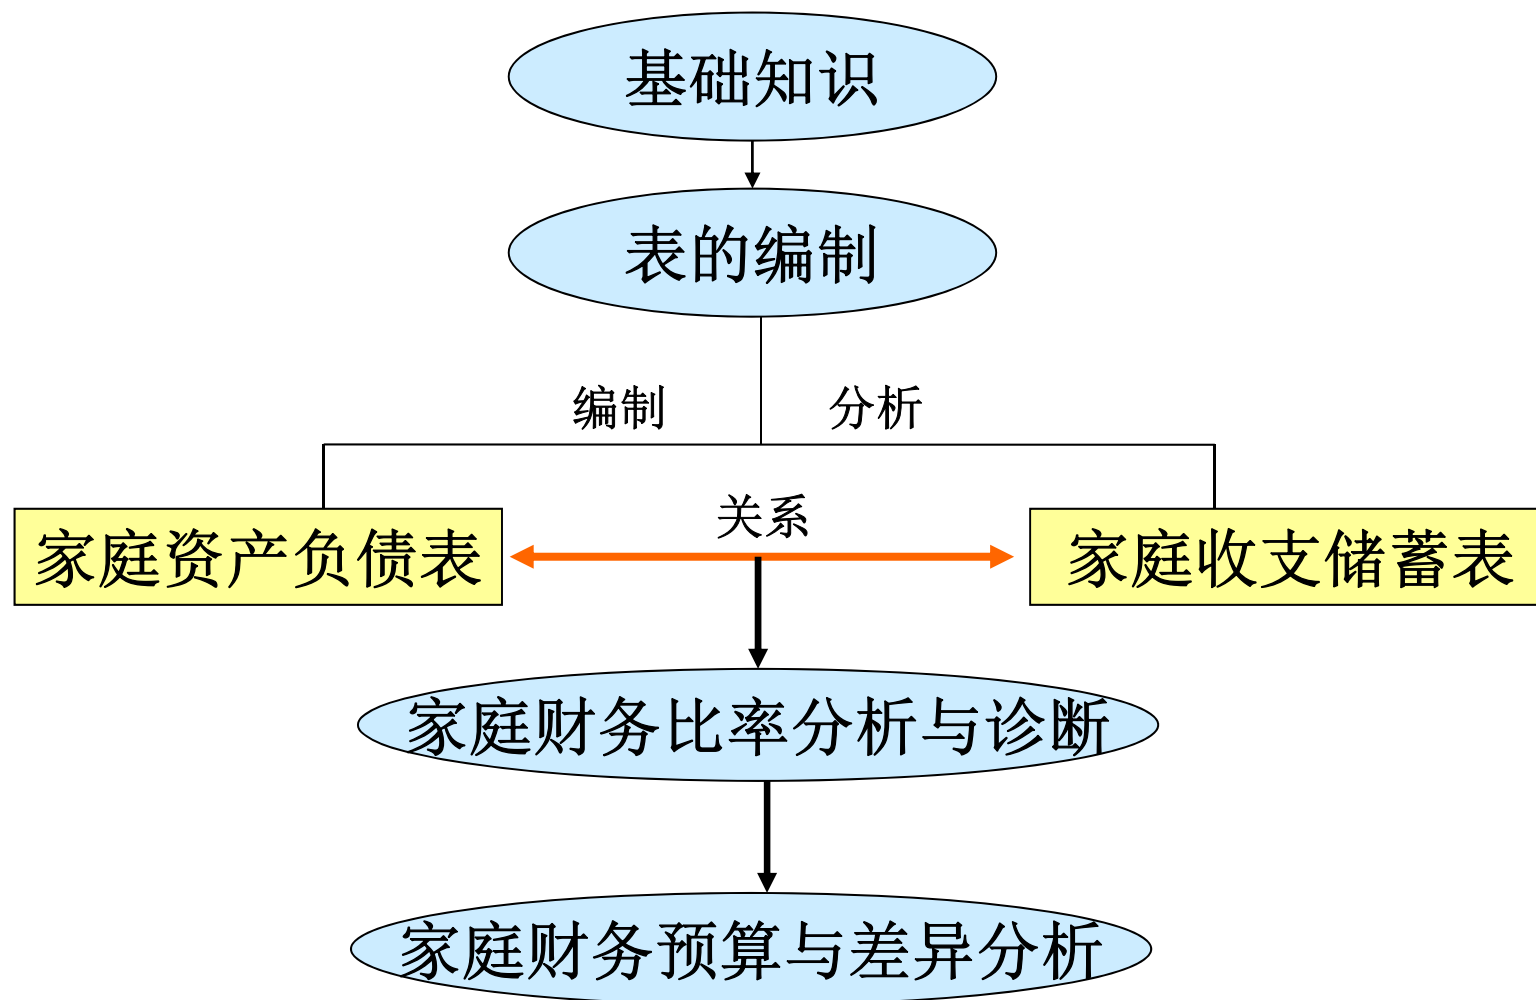 基础知识
表的编制
编制
分析
关系
家庭资产负债表
家庭收支储蓄表
家庭财务比率分析与诊断
家庭财务预算与差异分析